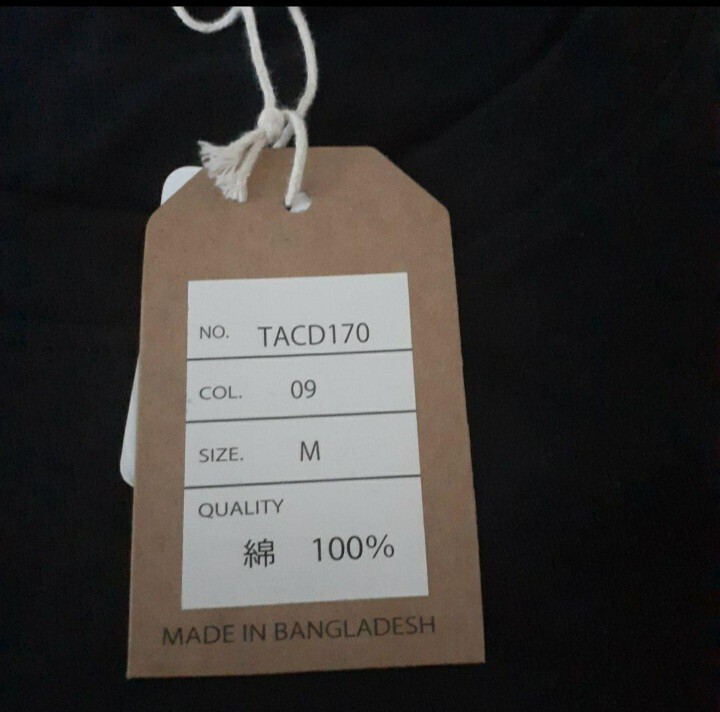 NO. TACD170
COL. 09
SIZE. M
QUALITY
綿 100%
MADE IN BANGLADESH